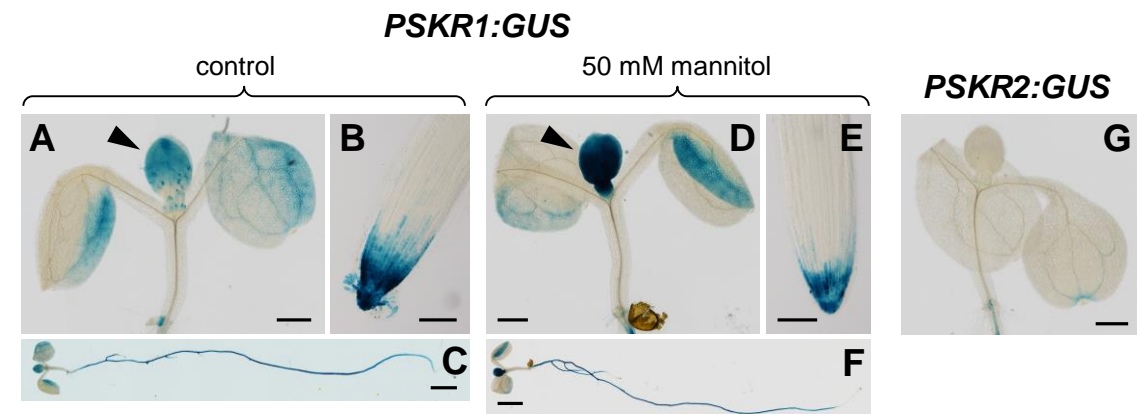 PSKR1:GUS
control
50 mM mannitol
PSKR2:GUS
A
B
D
E
G
C
F